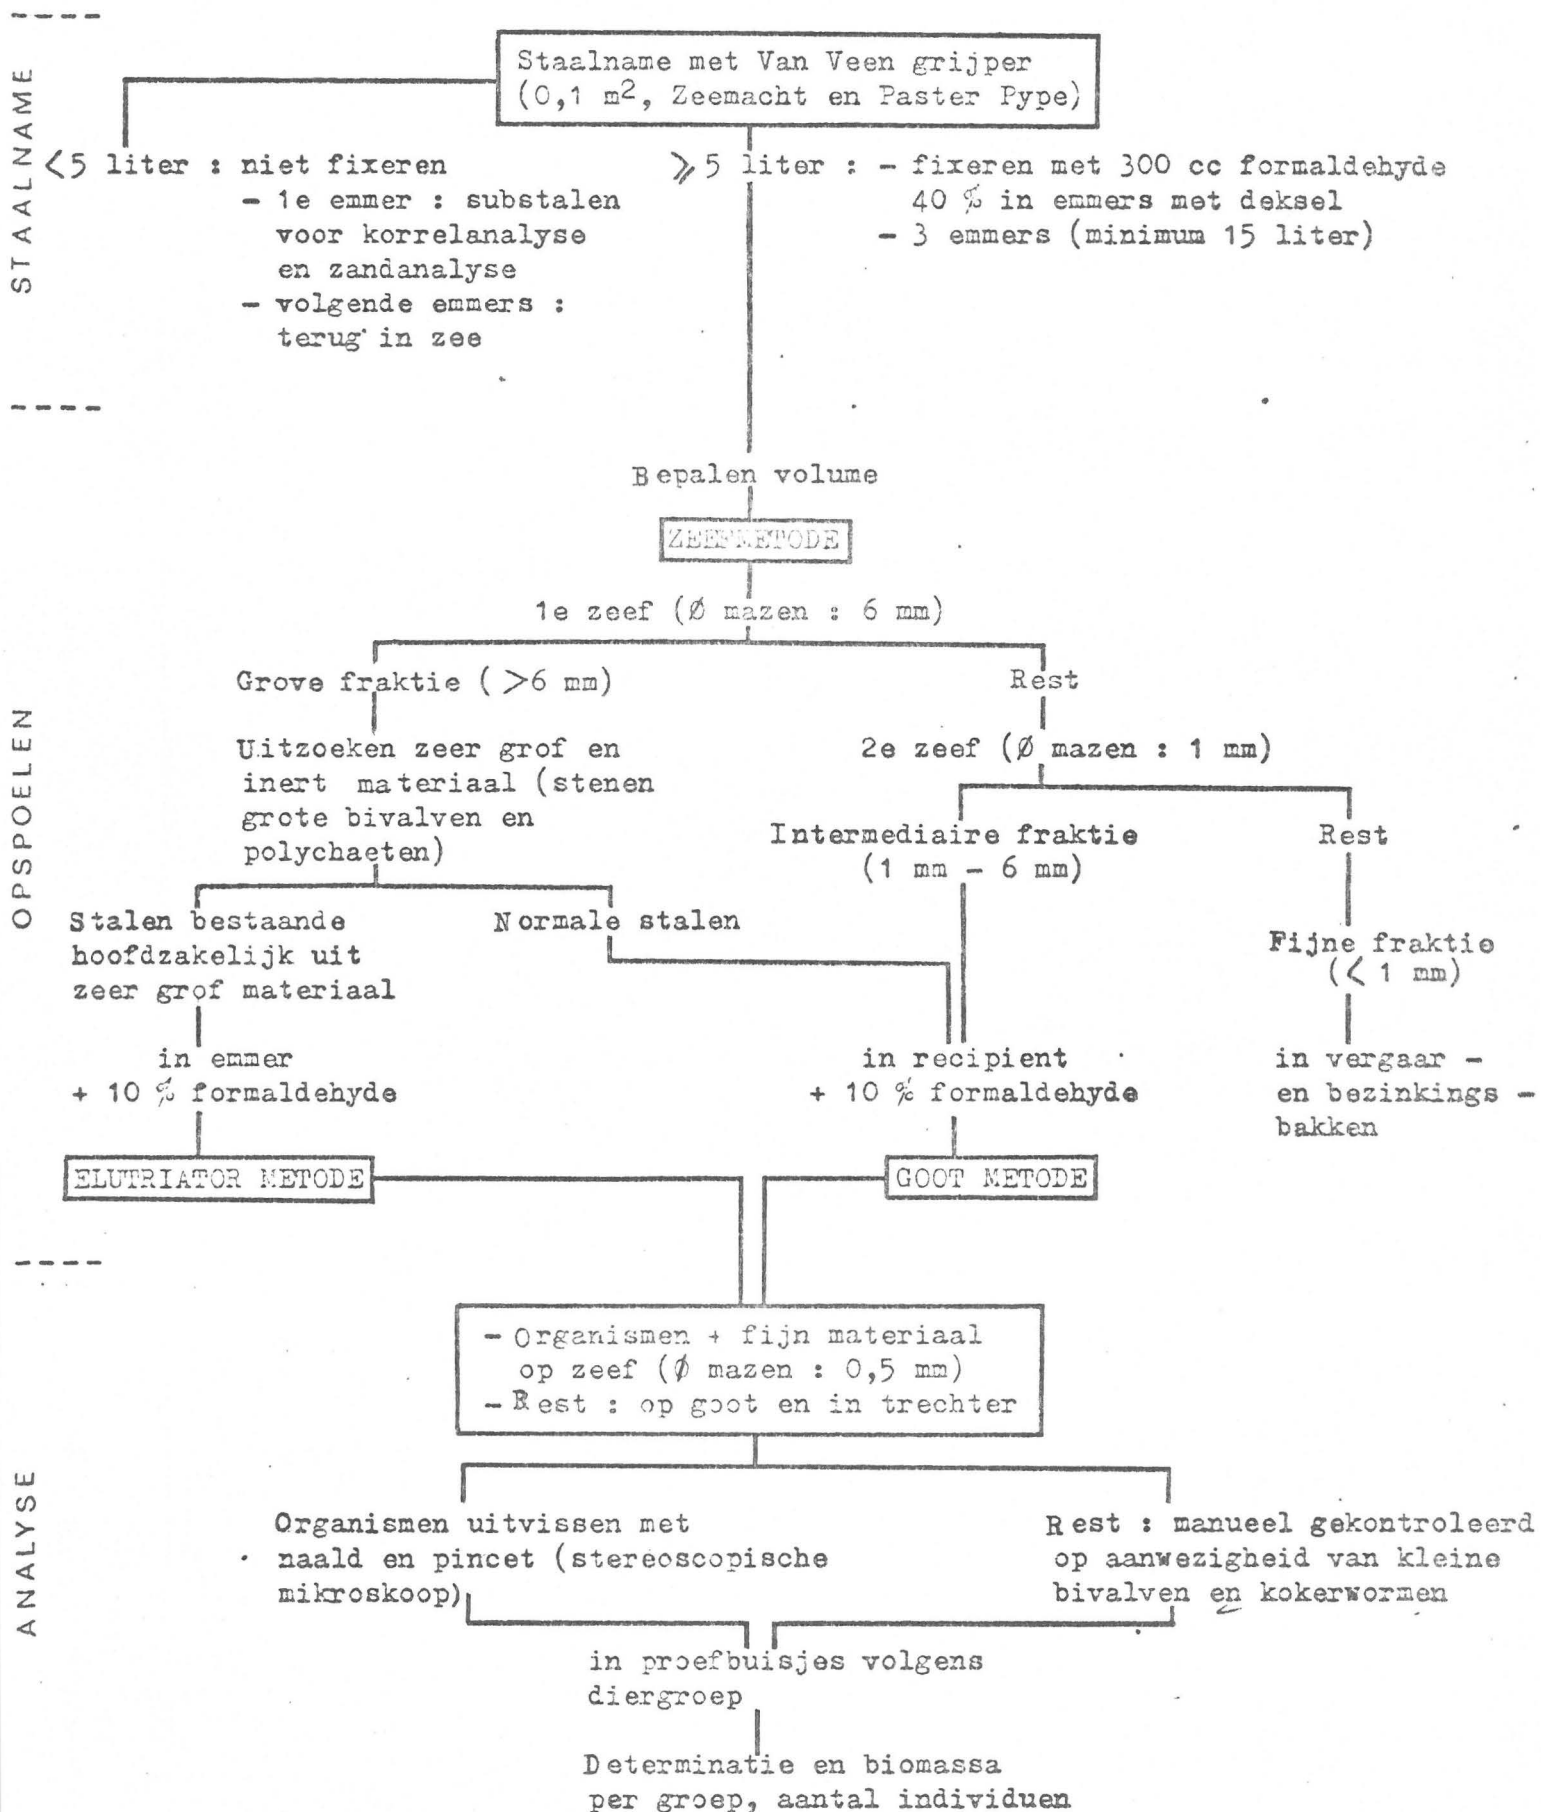 STAALNAME
Staalname met Van Veen grijper
(0,1 m², Zeemacht en Paster Pype)
<5 liter : niet fixeren
- 1e emmer : substalen
voor korrelanalyse
en zandanalyse
- volgende emmers :
terug in zee
⩾ 5 liter : - fixeren met 300 cc formaldehyde
40 % in emmers met deksel
- 3 emmers (minimum 15 liter)
OPSPOELEN
Bepalen volume
ZEEFMETODE
1e zeef (Ø mazen : 6 mm)
Grove fraktie ( >6 mm)
Rest
Uitzoeken zeer grof en
inert materiaal (stenen
grote bivalven en
polychaeten)
2e zeef (Ø mazen : 1 mm)
Intermediaire fraktie
(1 mm - 6 mm)
Rest
Stalen bestaande
hoofdzakelijk uit
zeer grof materiaal
Normale stalen
Fijne fraktie
(< 1 mm)
in emmer
+ 10 % formaldehyde
in recipient
+ 10 % formaldehyde
in vergaar -
en bezinkings -
bakken
ELUTRIATOR METODE
GOOT METODE
ANALYSE
- Organismen + fijn materiaal
op zeef (Ø mazen : 0,5 mm)
- Rest : op goot en in trechter
Organismen uitvissen met
naald en pincet (stereoscopische
mikroskoop)
Rest : manueel gekontroleerd
op aanwezigheid van kleine
bivalven en kokerwormen
in proefbuisjes volgens
diergroep
Determinatie en biomassa
per groep, aantal individuen